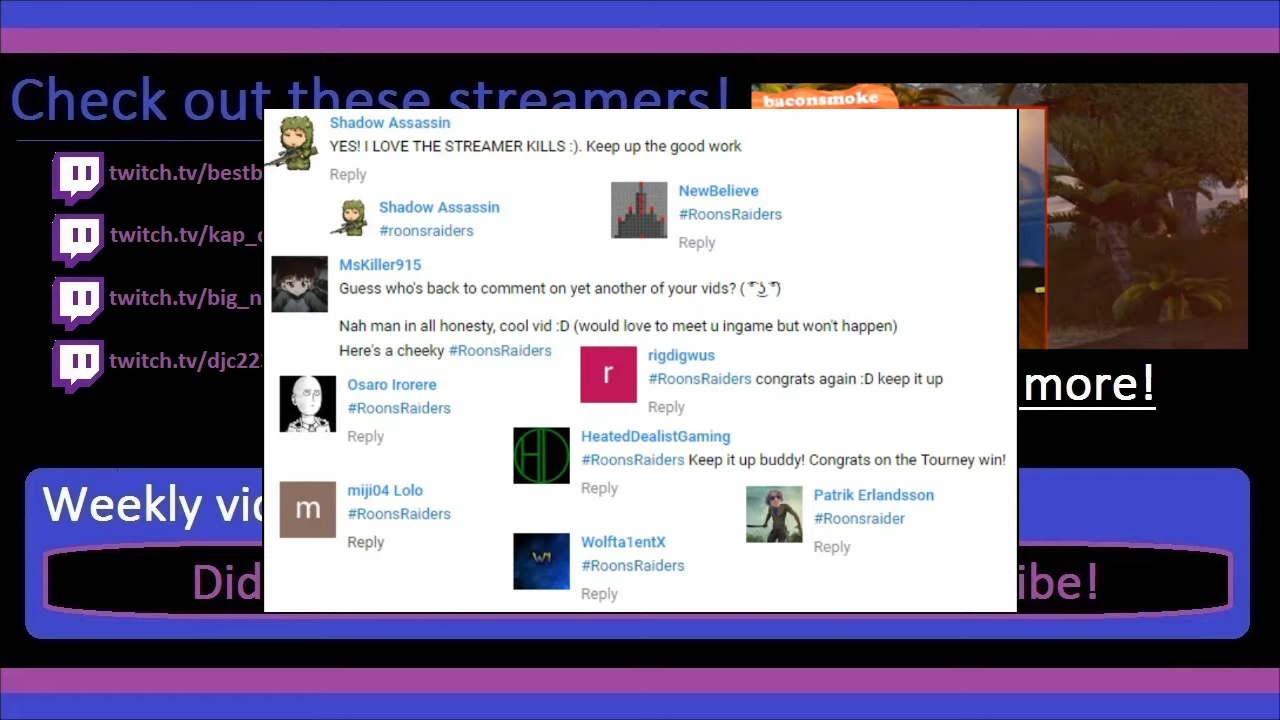 Check out these streamers!
baconsmoke
twitch.tv/bestb
twitch.tv/kap_
twitch.tv/big_n
twitch.tv/djc22
Shadow Assassin
YES! I LOVE THE STREAMER KILLS :). Keep up the good work
Reply
Shadow Assassin
#roonsraiders
NewBelieve
#RoonsRaiders
Reply
MsKiller915
Guess who's back to comment on yet another of your vids? ( ͡° ͜ʖ ͡°)
Nah man in all honesty, cool vid :D (would love to meet u ingame but won't happen)
Here's a cheeky #RoonsRaiders
rigdigwus
#RoonsRaiders congrats again :D keep it up
Reply
Osaro Irorere
#RoonsRaiders
Reply
more!
HeatedDealistGaming
#RoonsRaiders Keep it up buddy! Congrats on the Tourney win!
Reply
miji04 Lolo
#RoonsRaiders
Reply
Patrik Erlandsson
#Roonsraider
Reply
Wolfta1entX
#RoonsRaiders
Reply
Weekly vi
Did
ibe!
r
m